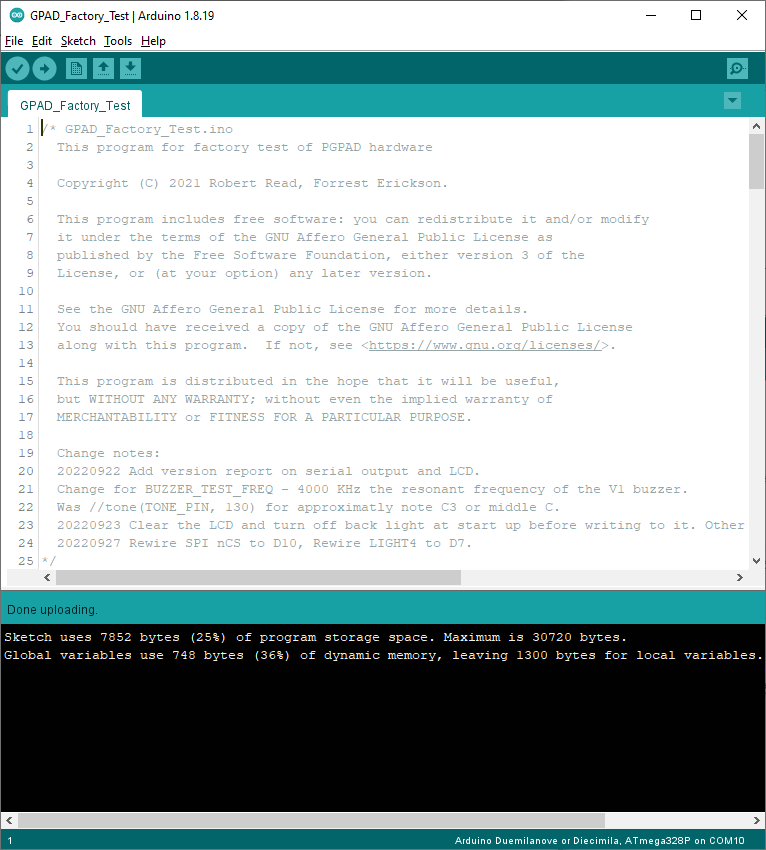 GPAD_Factory_Test | Arduino 1.8.19
File Edit Sketch Tools Help
GPAD_Factory_Test
1 /* GPAD_Factory_Test.ino
2 This program for factory test of PGPAD hardware
3
4 Copyright (C) 2021 Robert Read, Forrest Erickson.
5
6 This program includes free software: you can redistribute it and/or modify
7 it under the terms of the GNU Affero General Public License as
8 published by the Free Software Foundation, either version 3 of the
9 License, or (at your option) any later version.
10
11 See the GNU Affero General Public License for more details.
12 You should have received a copy of the GNU Affero General Public License
13 along with this program.  If not, see <https://www.gnu.org/licenses/>.
14
15 This program is distributed in the hope that it will be useful,
16 but WITHOUT ANY WARRANTY; without even the implied warranty of
17 MERCHANTABILITY or FITNESS FOR A PARTICULAR PURPOSE.
18
19 Change notes:
20 20220922 Add version report on serial output and LCD.
21 Change for BUZZER_TEST_FREQ - 4000 KHz the resonant frequency of the V1 buzzer.
22 Was //tone(TONE_PIN, 130) for approximatly note C3 or middle C.
23 20220923 Clear the LCD and turn off back light at start up before writing to it. Other
24 20220927 Rewire SPI nCS to D10, Rewire LIGHT4 to D7.
25 */
Done uploading.
Sketch uses 7852 bytes (25%) of program storage space. Maximum is 30720 bytes.
Global variables use 748 bytes (36%) of dynamic memory, leaving 1300 bytes for local variables.
1 Arduino Duemilanove or Diecimila, ATmega328P on COM10